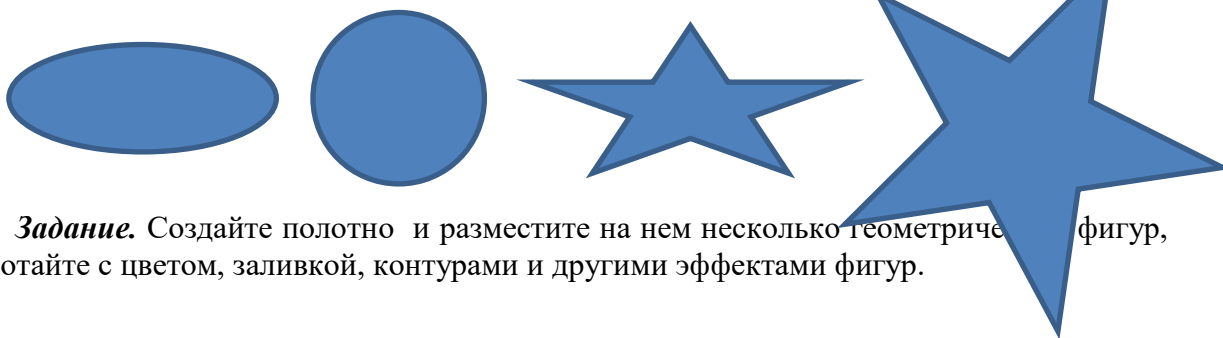 Задание. Создайте полотно и разместите на нем несколько геометриче фигур,
отайте с цветом, заливкой, контурами и другими эффектами фигур.